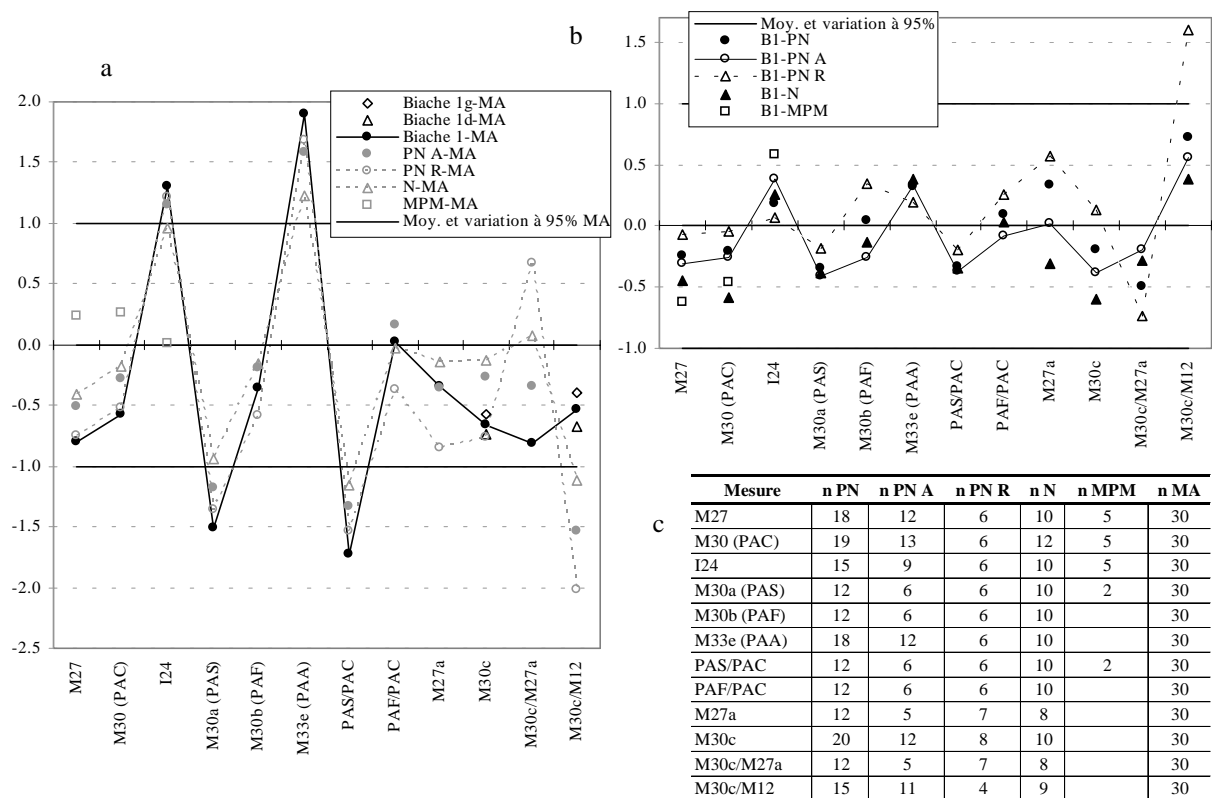 a
Biache 1g-MA
Biache 1d-MA
Biache 1-MA
PN A-MA
PN R-MA
N-MA
MPM-MA
Moy. et variation à 95% MA
2.0
1.5
1.0
0.5
0.0
-0.5
-1.0
-1.5
-2.0
-2.5
M27
M30 (PAC)
I24
M30a (PAS)
M30b (PAF)
M33e (PAA)
PAS/PAC
PAF/PAC
M27a
M30c
M30c/M27a
M30c/M12
b
Moy. et variation à 95%
B1-PN
B1-PN A
B1-PN R
B1-N
B1-MPM
1.5
1.0
0.5
0.0
-0.5
-1.0
M27
M30 (PAC)
I24
M30a (PAS)
M30b (PAF)
M33e (PAA)
PAS/PAC
PAF/PAC
M27a
M30c
M30c/M27a
M30c/M12
c
Mesure n PN n PN A n PN R n N n MPM n MA
M27 18 12 6 10 5 30
M30 (PAC) 19 13 6 12 5 30
I24 15 9 6 10 5 30
M30a (PAS) 12 6 6 10 2 30
M30b (PAF) 12 6 6 10 30
M33e (PAA) 18 12 6 10 30
PAS/PAC 12 6 6 10 2 30
PAF/PAC 12 6 6 10 30
M27a 12 5 7 8 30
M30c 20 12 8 10 30
M30c/M27a 12 5 7 8 30
M30c/M12 15 11 4 9 30